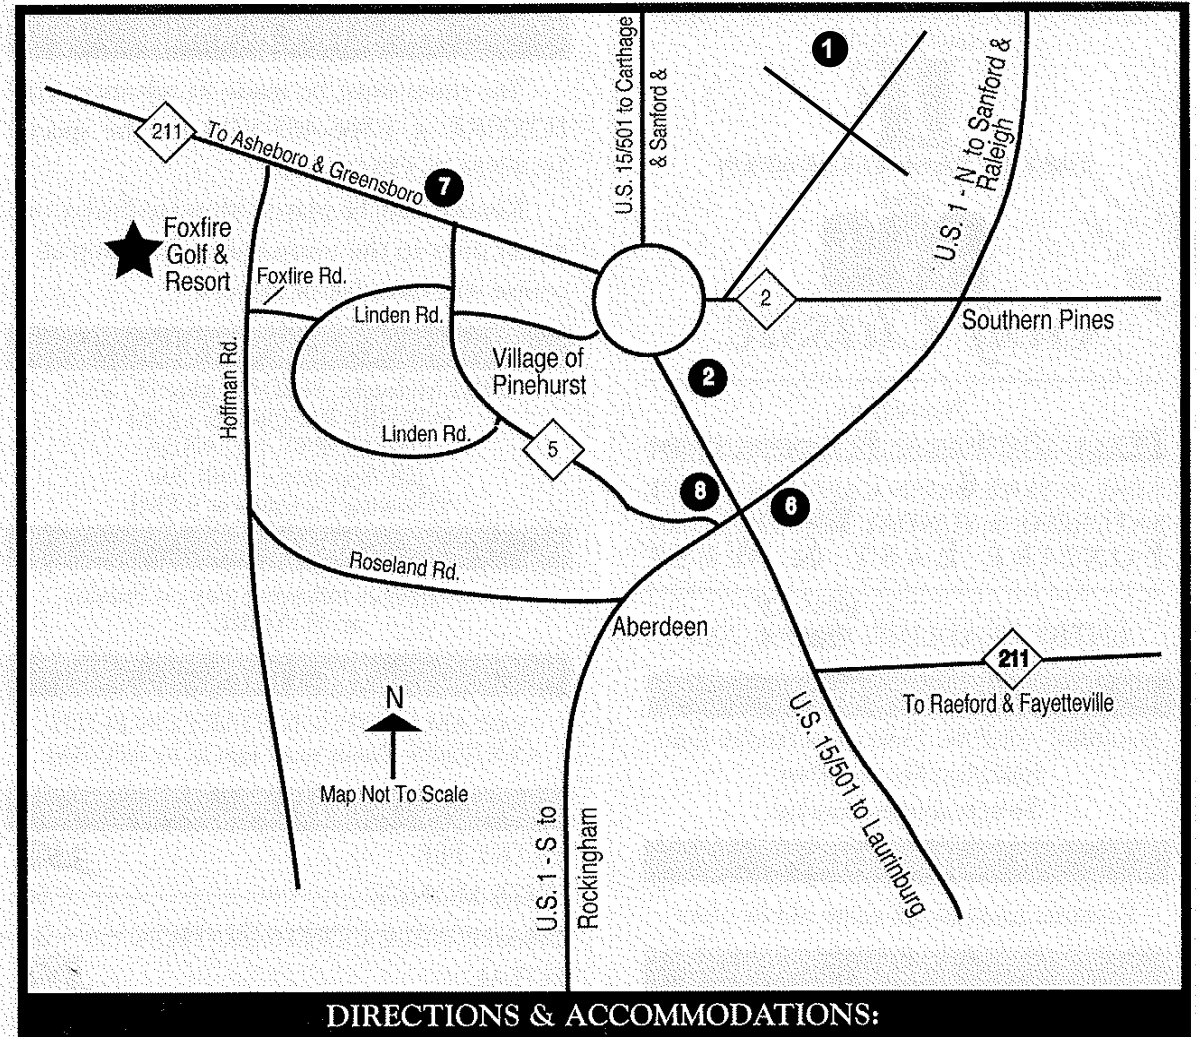 1
U.S. 15/501 to Carthage
& Sanford &
U.S. 1 - N to Sanford &
Raleigh
211
To Asheboro & Greensboro
7
Foxfire
Golf &
Resort
Foxfire Rd.
Linden Rd.
2
Southern Pines
Village of
Pinehurst
2
Hoffman Rd.
Linden Rd.
5
8
6
Roseland Rd.
Aberdeen
211
To Raeford & Fayetteville
N
Map Not To Scale
U.S. 15/501 to Laurinburg
U.S. 1 - S to
Rockingham
DIRECTIONS & ACCOMMODATIONS: